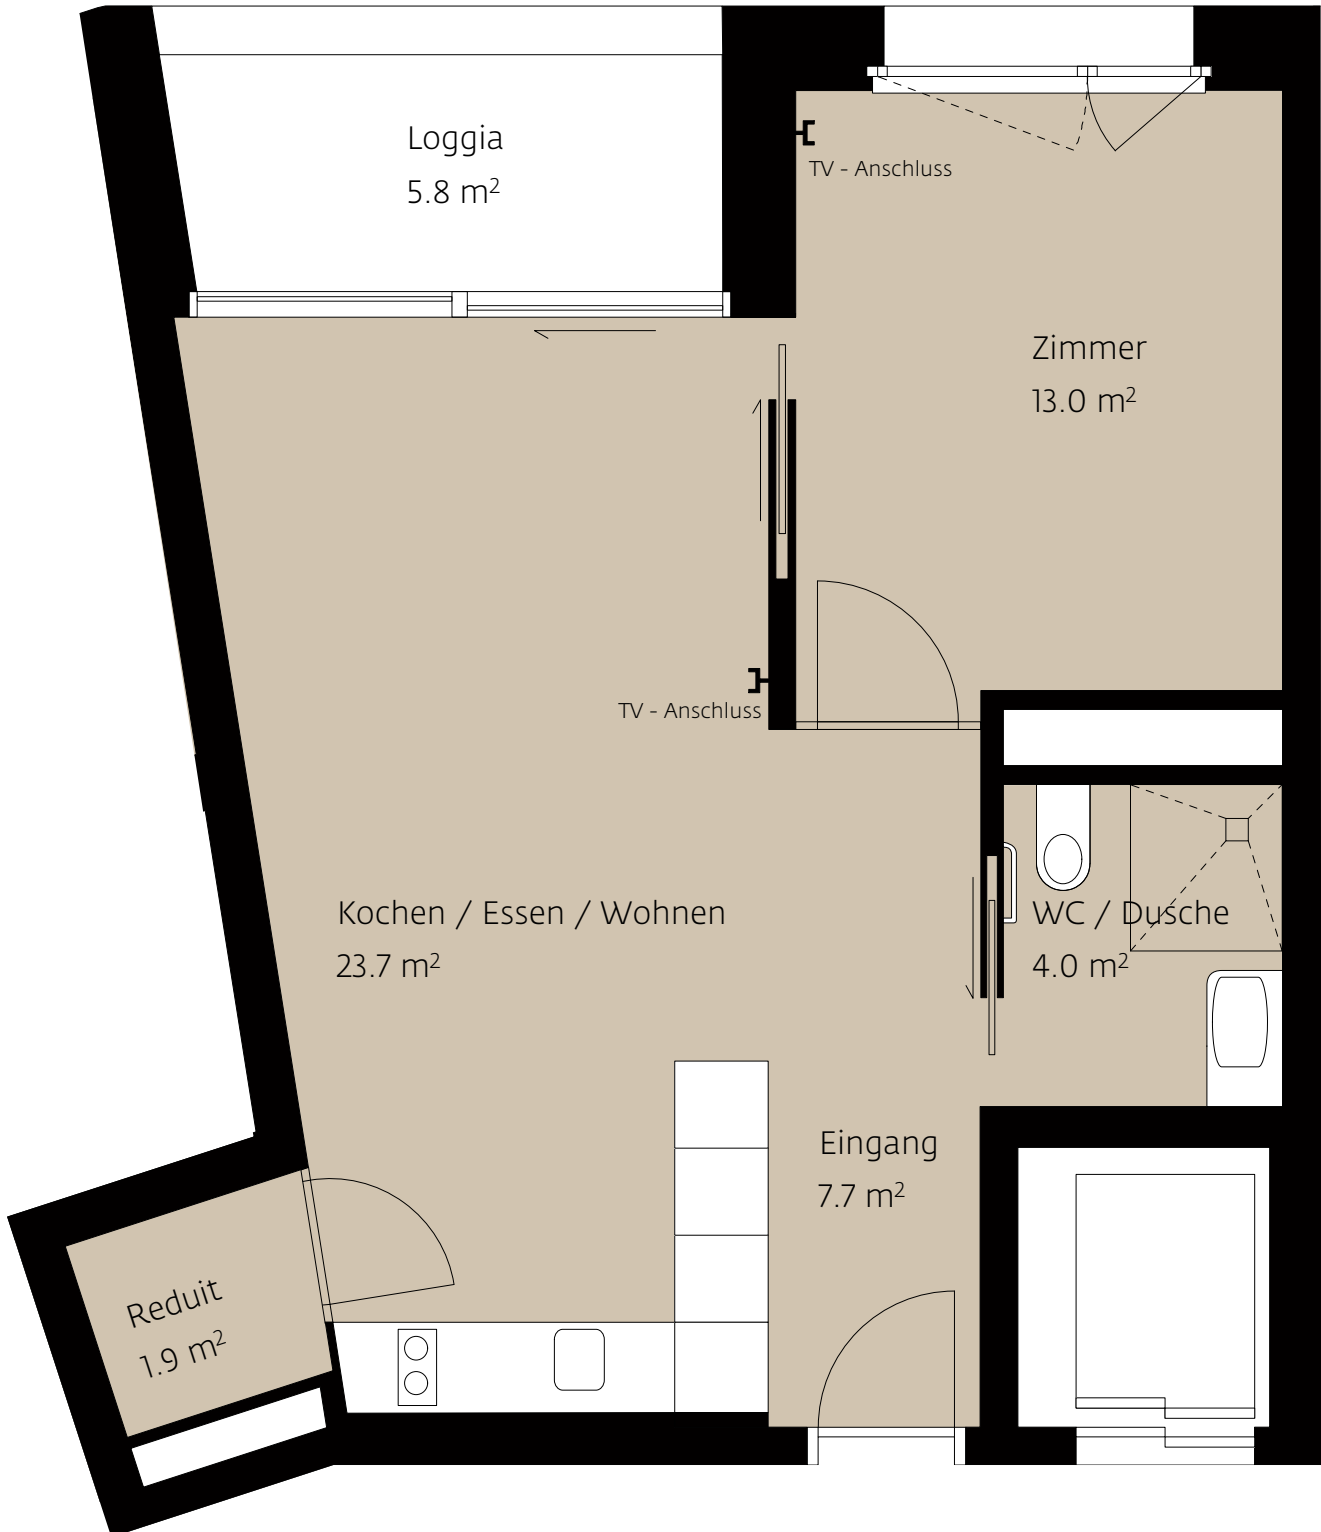 Loggia
5.8 m²
TV - Anschluss
Zimmer
13.0 m²
TV - Anschluss
Kochen / Essen / Wohnen
23.7 m²
WC / Dusche
4.0 m²
Eingang
7.7 m²
Reduit
1.9 m²